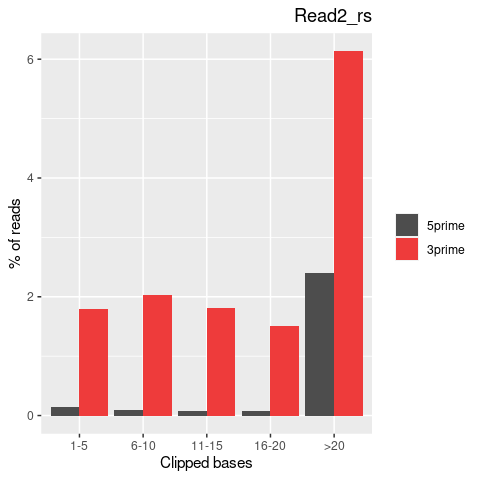 Read2_rs
% of reads
6
4
2
0
1-5 6-10 11-15 16-20 >20
Clipped bases
5prime
3prime